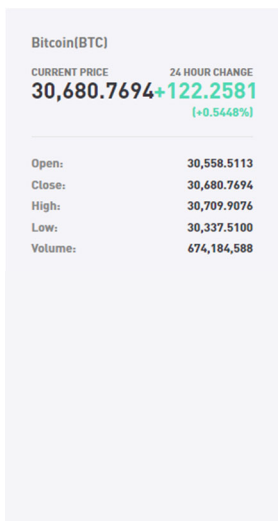 Bitcoin(BTC)
CURRENT PRICE 24 HOUR CHANGE
30,680.7694+122.2581
(+0.5448%)
Open: 30,558.5113
Close: 30,680.7694
High: 30,709.9076
Low: 30,337.5100
Volume: 674,184,588